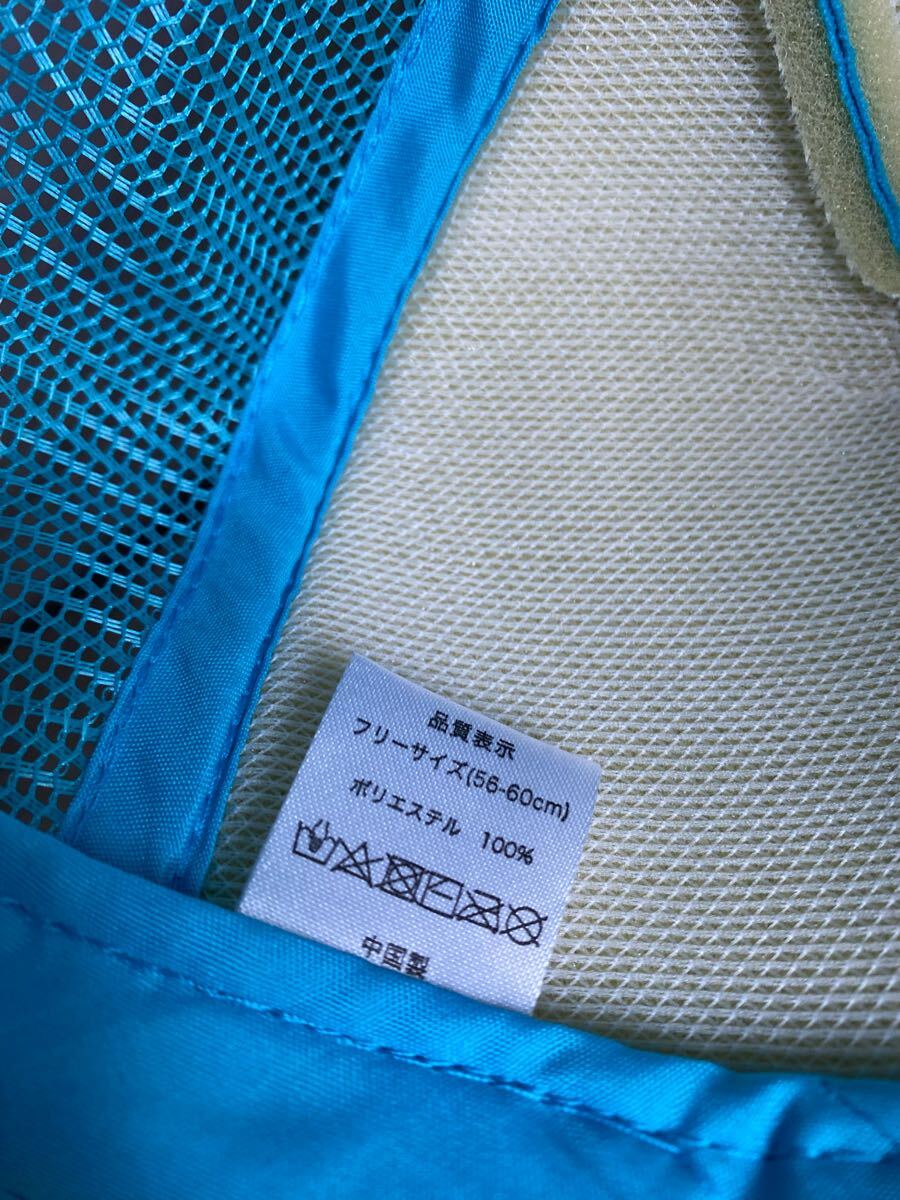 品質表示
フリーサイズ(56-60cm)
ポリエステル 100%
中国製